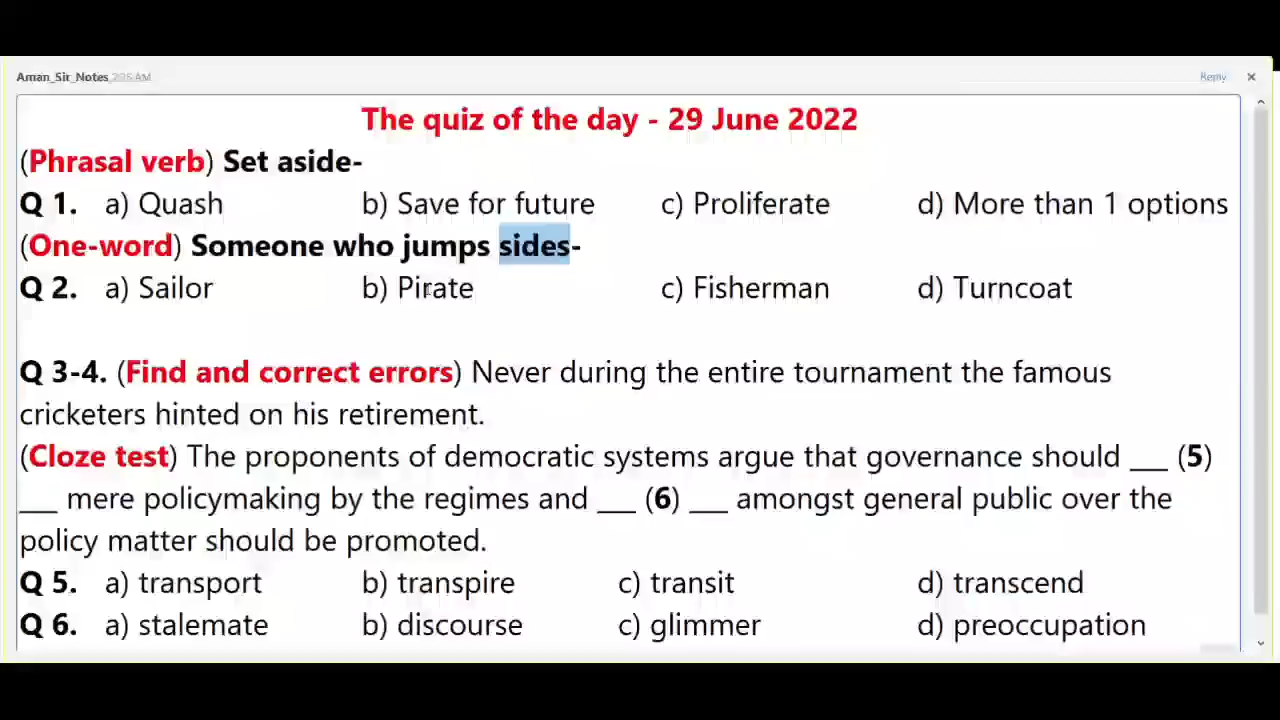 Aman_Sir_Notes 2:05 AM Reply ×
The quiz of the day - 29 June 2022
(Phrasal verb) Set aside-
Q 1. a) Quash b) Save for future c) Proliferate d) More than 1 options
(One-word) Someone who jumps sides-
Q 2. a) Sailor b) Pirate c) Fisherman d) Turncoat
Q 3-4. (Find and correct errors) Never during the entire tournament the famous
cricketers hinted on his retirement.
(Cloze test) The proponents of democratic systems argue that governance should ___ (5)
___ mere policymaking by the regimes and ___ (6) ___ amongst general public over the
policy matter should be promoted.
Q 5. a) transport b) transpire c) transit d) transcend
Q 6. a) stalemate b) discourse c) glimmer d) preoccupation